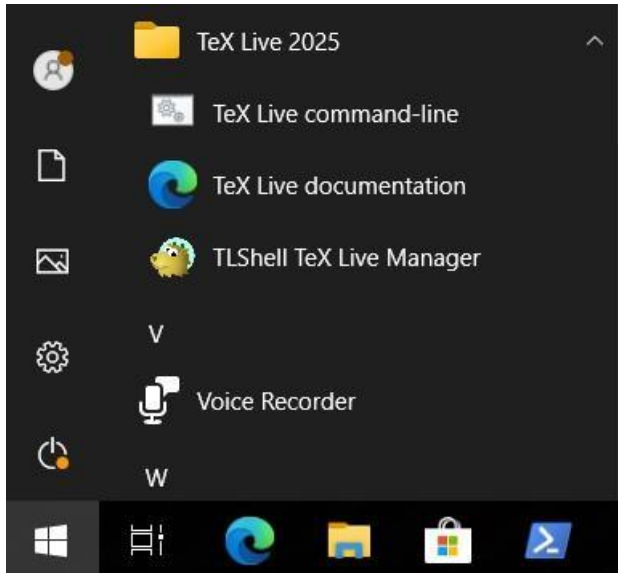 TeX Live 2025
TeX Live command-line
TeX Live documentation
TLShell TeX Live Manager
V
Voice Recorder
W